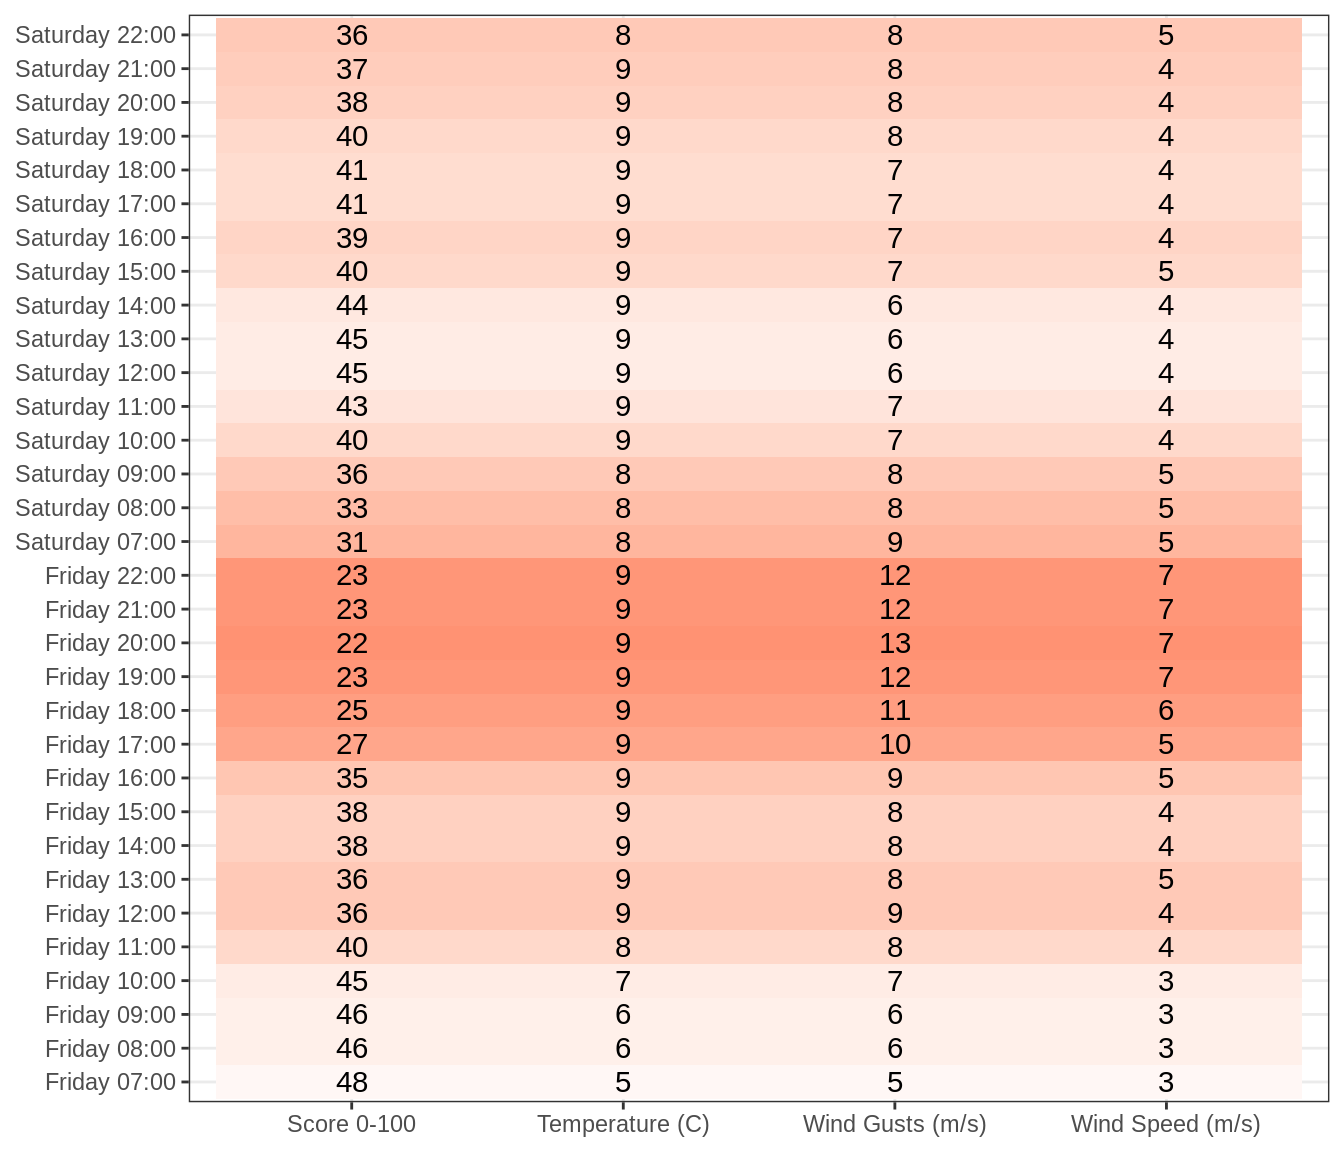 Saturday 22:00 36 8 8 5
Saturday 21:00 37 9 8 4
Saturday 20:00 38 9 8 4
Saturday 19:00 40 9 8 4
Saturday 18:00 41 9 7 4
Saturday 17:00 41 9 7 4
Saturday 16:00 39 9 7 4
Saturday 15:00 40 9 7 5
Saturday 14:00 44 9 6 4
Saturday 13:00 45 9 6 4
Saturday 12:00 45 9 6 4
Saturday 11:00 43 9 7 4
Saturday 10:00 40 9 7 4
Saturday 09:00 36 8 8 5
Saturday 08:00 33 8 8 5
Saturday 07:00 31 8 9 5
Friday 22:00 23 9 12 7
Friday 21:00 23 9 12 7
Friday 20:00 22 9 13 7
Friday 19:00 23 9 12 7
Friday 18:00 25 9 11 6
Friday 17:00 27 9 10 5
Friday 16:00 35 9 9 5
Friday 15:00 38 9 8 4
Friday 14:00 38 9 8 4
Friday 13:00 36 9 8 5
Friday 12:00 36 9 9 4
Friday 11:00 40 8 8 4
Friday 10:00 45 7 7 3
Friday 09:00 46 6 6 3
Friday 08:00 46 6 6 3
Friday 07:00 48 5 5 3
Score 0-100 Temperature (C) Wind Gusts (m/s) Wind Speed (m/s)